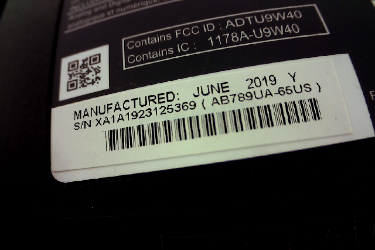 Contains FCC ID : ADTU9W40
Contains IC : 1178A-U9W40
MANUFACTURED: JUNE 2019 Y
S/N XA1A1923125369 ( AB789UA-65US )